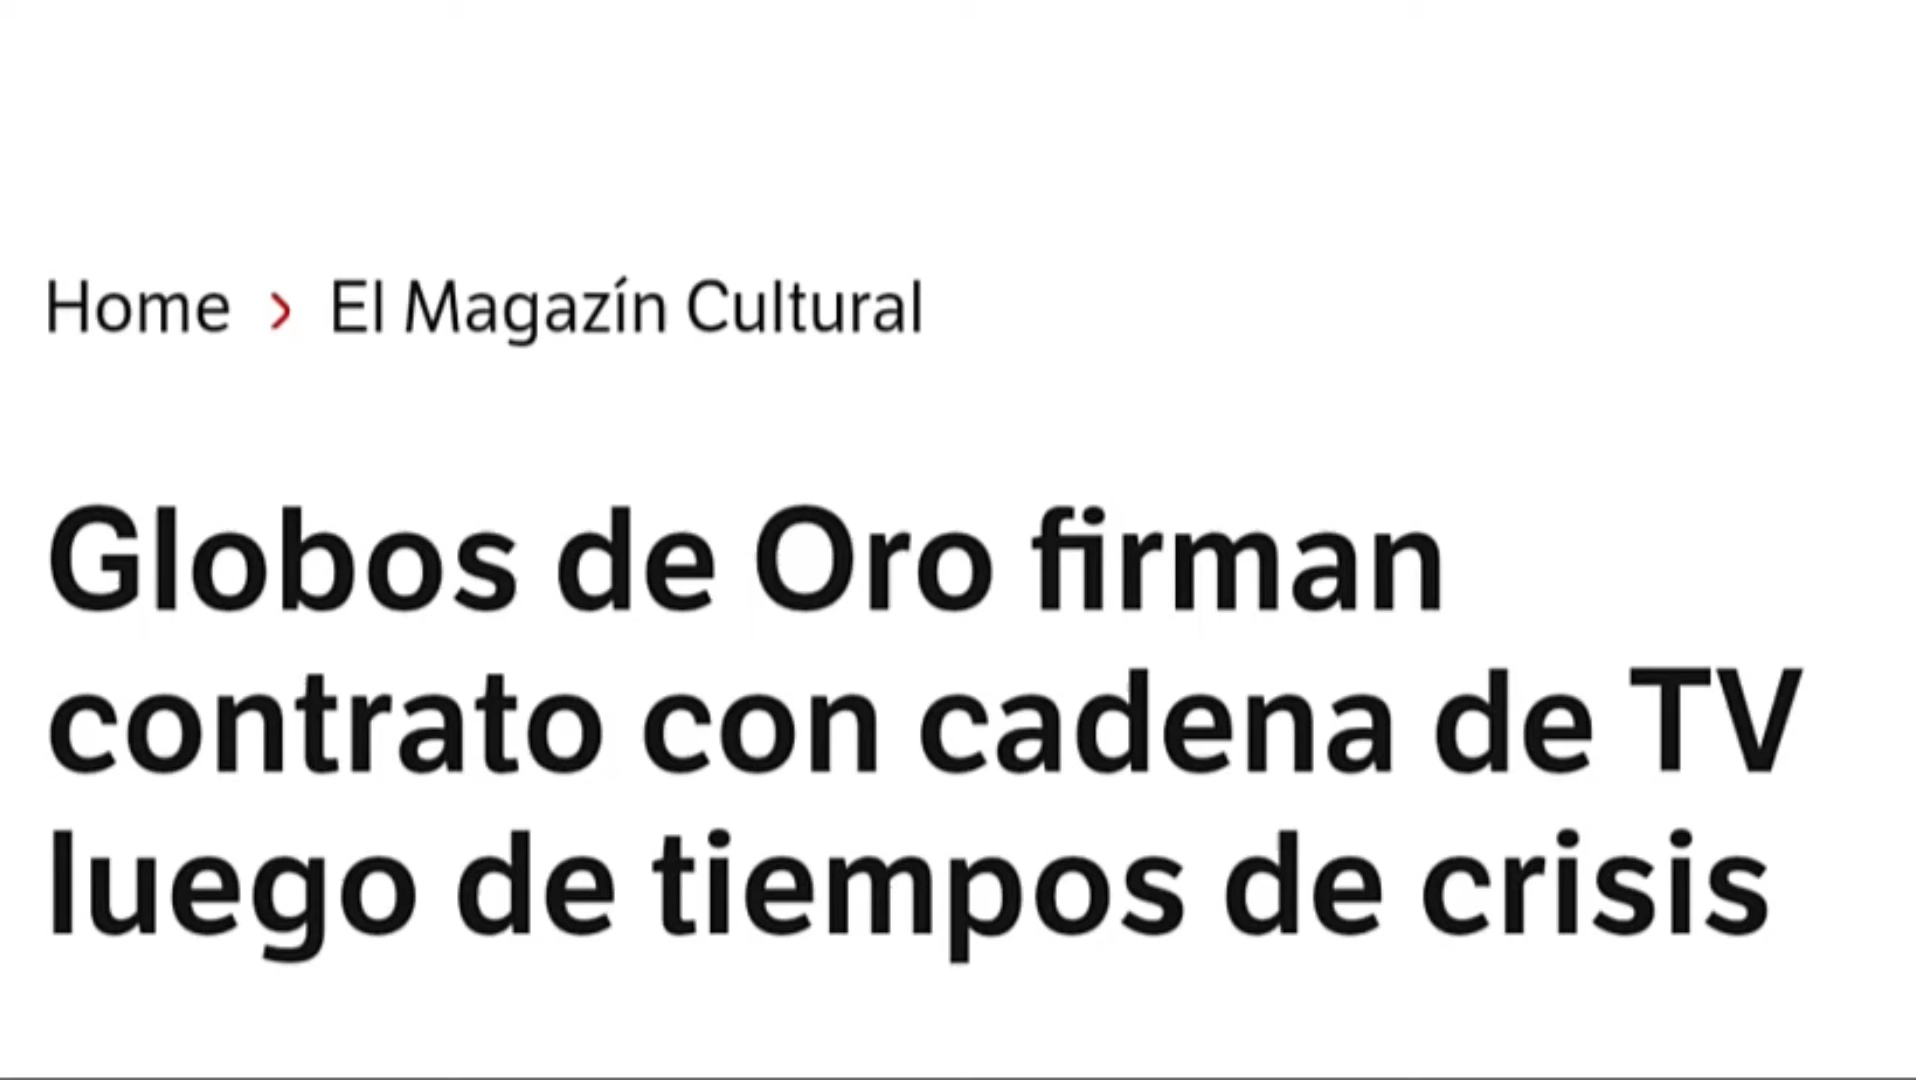 Home > El Magazín Cultural
Globos de Oro firman
contrato con cadena de TV
luego de tiempos de crisis